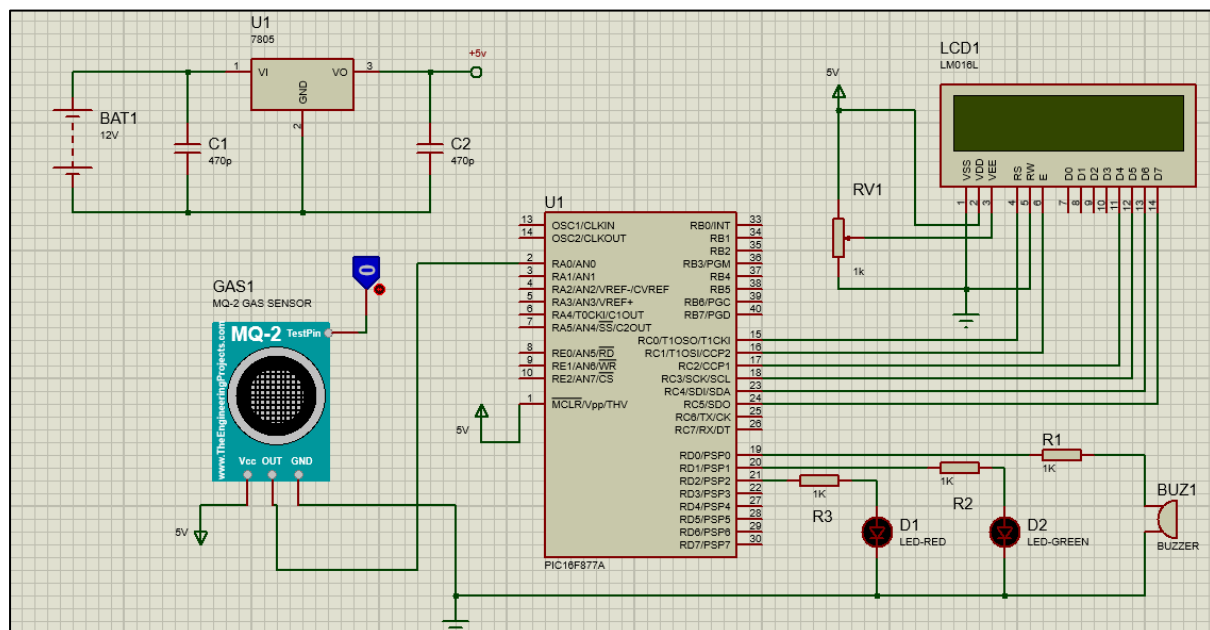 U1
7805
1
VI
VO
3
GND
2
+5v
BAT1
12V
C1
470p
C2
470p
LCD1
LM016L
5V
VSS
VDD
VEE
RS
RW
E
D0
D1
D2
D3
D4
D5
D6
D7
1
2
3
4
5
6
7
8
9
10
11
12
13
14
RV1
1k
U1
13 OSC1/CLKIN
14 OSC2/CLKOUT
2 RA0/AN0
3 RA1/AN1
4 RA2/AN2/VREF-/CVREF
5 RA3/AN3/VREF+
6 RA4/T0CKI/C1OUT
7 RA5/AN4/SS/C2OUT
8 RE0/AN5/RD
9 RE1/AN6/WR
10 RE2/AN7/CS
1 MCLR/Vpp/THV
RB0/INT 33
RB1 34
RB2 35
RB3/PGM 36
RB4 37
RB5 38
RB6/PGC 39
RB7/PGD 40
RC0/T1OSO/T1CKI 15
RC1/T1OSI/CCP2 16
RC2/CCP1 17
RC3/SCK/SCL 18
RC4/SDI/SDA 23
RC5/SDO 24
RC6/TX/CK 25
RC7/RX/DT 26
RD0/PSP0 19
RD1/PSP1 20
RD2/PSP2 21
RD3/PSP3 22
RD4/PSP4 27
RD5/PSP5 28
RD6/PSP6 29
RD7/PSP7 30
PIC16F877A
5V
0
GAS1
MQ-2 GAS SENSOR
MQ-2 TestPin
www.TheEngineeringProjects.com
Vcc OUT GND
5V
R1
1K
R2
1K
R3
1K
D1
LED-RED
D2
LED-GREEN
BUZ1
BUZZER